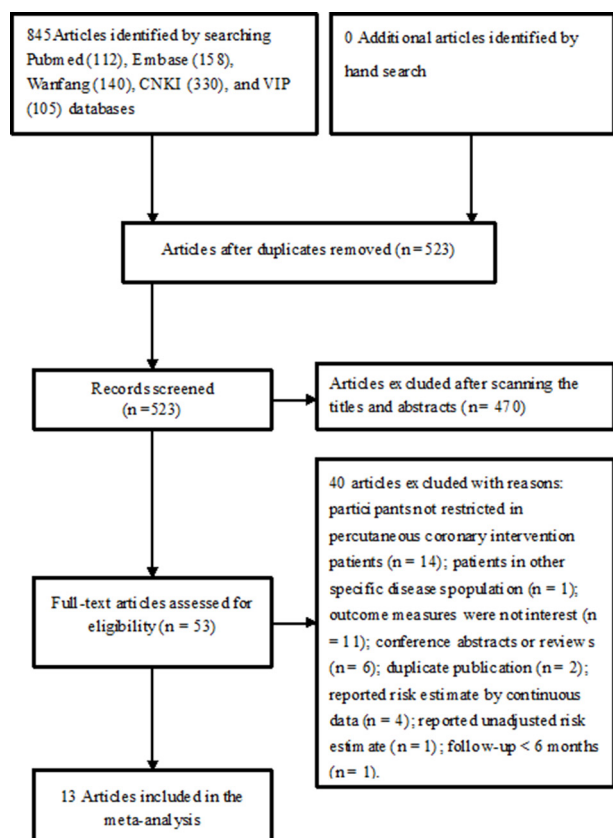 845 Articles identified by searching
Pubmed (112), Embase (158),
Wanfang (140), CNKI (330), and VIP
(105) databases
0 Additional articles identified by
hand search
Articles after duplicates removed (n = 523)
Records screened
(n = 523)
Articles excluded after scanning the
titles and abstracts (n = 470)
Full-text articles assessed for
eligibility (n = 53)
40 articles excluded with reasons:
participants not restricted in
percutaneous coronary intervention
patients (n = 14); patients in other
specific diseases population (n = 1);
outcome measures were not interest (n
= 11); conference abstracts or reviews
(n = 6); duplicate publication (n = 2);
reported risk estimate by continuous
data (n = 4); reported unadjusted risk
estimate (n = 1); follow-up < 6 months
(n = 1).
13 Articles included in the
meta-analysis